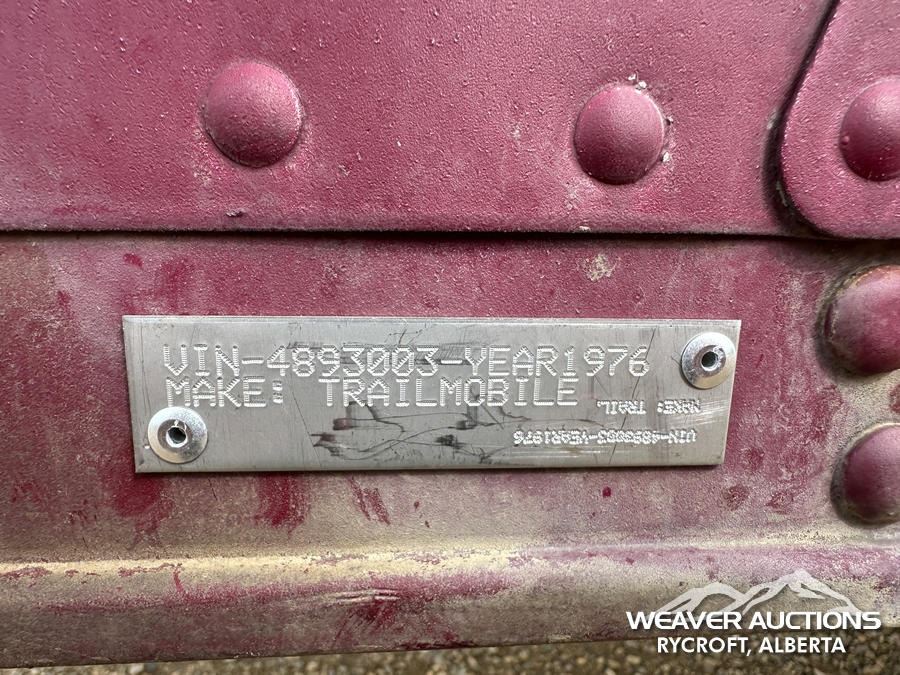 VIN-4893003-YEAR1976
MAKE: TRAILMOBILE
MAKE: TRAIL.
VIN-4893003-YEAR1976
WEAVER AUCTIONS
RYCROFT, ALBERTA